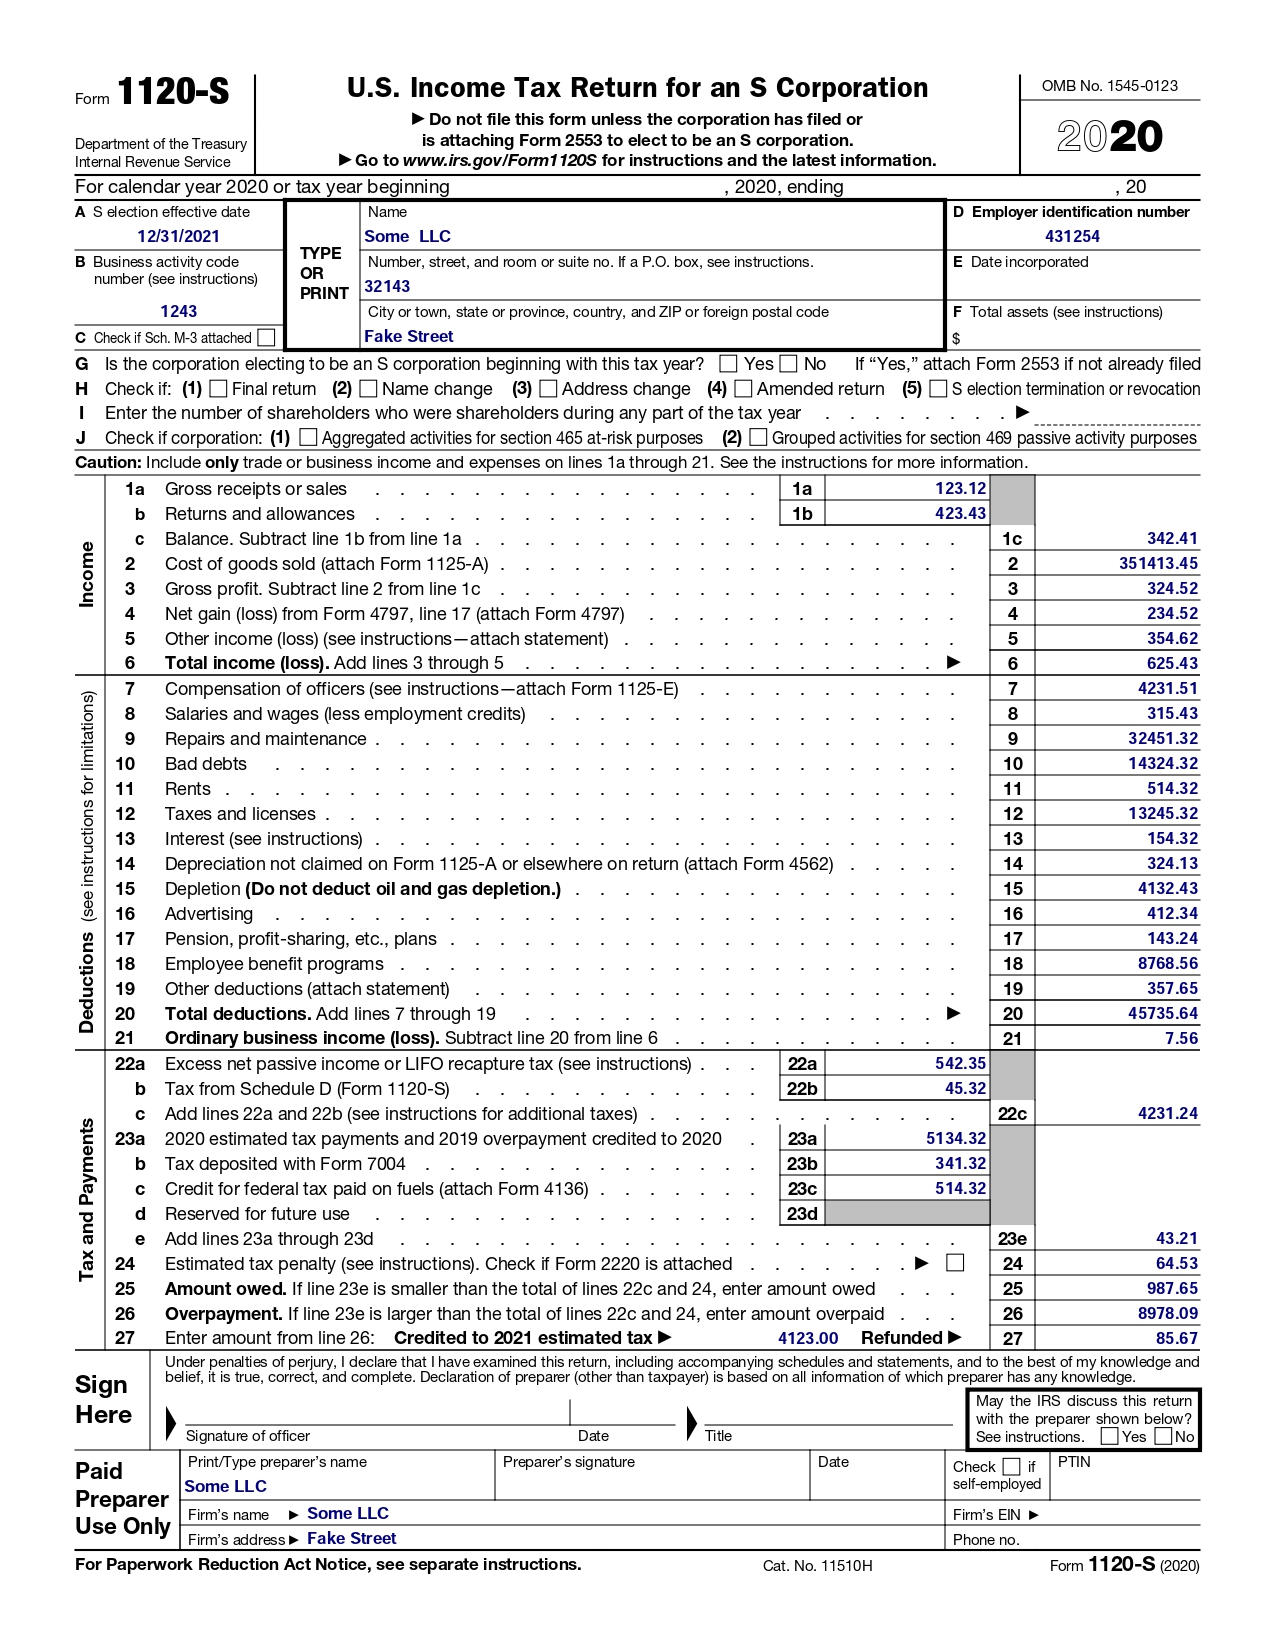 Form 1120-S
Department of the Treasury
Internal Revenue Service
U.S. Income Tax Return for an S Corporation
▶ Do not file this form unless the corporation has filed or
is attaching Form 2553 to elect to be an S corporation.
▶ Go to www.irs.gov/Form1120S for instructions and the latest information.
OMB No. 1545-0123
2020
For calendar year 2020 or tax year beginning , 2020, ending , 20
A S election effective date
12/31/2021
B Business activity code
number (see instructions)
1243
C Check if Sch. M-3 attached
TYPE
OR
PRINT
Name
Some LLC
Number, street, and room or suite no. If a P.O. box, see instructions.
32143
City or town, state or province, country, and ZIP or foreign postal code
Fake Street
D Employer identification number
431254
E Date incorporated
F Total assets (see instructions)
$
G Is the corporation electing to be an S corporation beginning with this tax year? Yes No If “Yes,” attach Form 2553 if not already filed
H Check if: (1) Final return (2) Name change (3) Address change (4) Amended return (5) S election termination or revocation
I Enter the number of shareholders who were shareholders during any part of the tax year . . . . . . . . ▶
J Check if corporation: (1) Aggregated activities for section 465 at-risk purposes (2) Grouped activities for section 469 passive activity purposes
Caution: Include only trade or business income and expenses on lines 1a through 21. See the instructions for more information.
Income
1a Gross receipts or sales 1a 123.12
b Returns and allowances 1b 423.43
c Balance. Subtract line 1b from line 1a 1c 342.41
2 Cost of goods sold (attach Form 1125-A) 2 351413.45
3 Gross profit. Subtract line 2 from line 1c 3 324.52
4 Net gain (loss) from Form 4797, line 17 (attach Form 4797) 4 234.52
5 Other income (loss) (see instructions—attach statement) 5 354.62
6 Total income (loss). Add lines 3 through 5 ▶ 6 625.43
Deductions (see instructions for limitations)
7 Compensation of officers (see instructions—attach Form 1125-E) 7 4231.51
8 Salaries and wages (less employment credits) 8 315.43
9 Repairs and maintenance 9 32451.32
10 Bad debts 10 14324.32
11 Rents 11 514.32
12 Taxes and licenses 12 13245.32
13 Interest (see instructions) 13 154.32
14 Depreciation not claimed on Form 1125-A or elsewhere on return (attach Form 4562) 14 324.13
15 Depletion (Do not deduct oil and gas depletion.) 15 4132.43
16 Advertising 16 412.34
17 Pension, profit-sharing, etc., plans 17 143.24
18 Employee benefit programs 18 8768.56
19 Other deductions (attach statement) 19 357.65
20 Total deductions. Add lines 7 through 19 ▶ 20 45735.64
21 Ordinary business income (loss). Subtract line 20 from line 6 21 7.56
Tax and Payments
22a Excess net passive income or LIFO recapture tax (see instructions) 22a 542.35
b Tax from Schedule D (Form 1120-S) 22b 45.32
c Add lines 22a and 22b (see instructions for additional taxes) 22c 4231.24
23a 2020 estimated tax payments and 2019 overpayment credited to 2020 23a 5134.32
b Tax deposited with Form 7004 23b 341.32
c Credit for federal tax paid on fuels (attach Form 4136) 23c 514.32
d Reserved for future use 23d
e Add lines 23a through 23d 23e 43.21
24 Estimated tax penalty (see instructions). Check if Form 2220 is attached ▶ 24 64.53
25 Amount owed. If line 23e is smaller than the total of lines 22c and 24, enter amount owed 25 987.65
26 Overpayment. If line 23e is larger than the total of lines 22c and 24, enter amount overpaid 26 8978.09
27 Enter amount from line 26: Credited to 2021 estimated tax ▶ 4123.00 Refunded ▶ 27 85.67
Sign
Here
Under penalties of perjury, I declare that I have examined this return, including accompanying schedules and statements, and to the best of my knowledge and
belief, it is true, correct, and complete. Declaration of preparer (other than taxpayer) is based on all information of which preparer has any knowledge.
Signature of officer Date Title
May the IRS discuss this return
with the preparer shown below?
See instructions. Yes No
Paid
Preparer
Use Only
Print/Type preparer’s name
Some LLC
Preparer’s signature
Date
Check if
self-employed
PTIN
Firm’s name ▶ Some LLC
Firm’s EIN ▶
Firm’s address ▶ Fake Street
Phone no.
For Paperwork Reduction Act Notice, see separate instructions. Cat. No. 11510H Form 1120-S (2020)